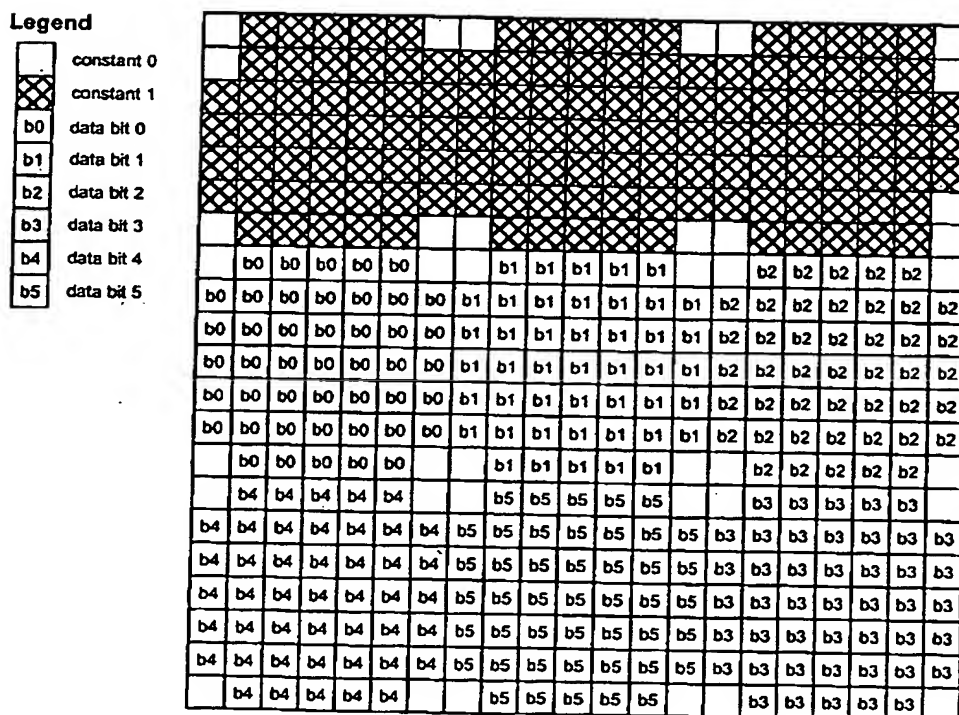 Legend
constant 0
constant 1
b0 data bit 0
b1 data bit 1
b2 data bit 2
b3 data bit 3
b4 data bit 4
b5 data bit 5
b0 b0 b0 b0 b0 b1 b1 b1 b1 b1 b2 b2 b2 b2 b2
b0 b0 b0 b0 b0 b0 b0 b1 b1 b1 b1 b1 b1 b1 b2 b2 b2 b2 b2 b2 b2
b0 b0 b0 b0 b0 b0 b0 b1 b1 b1 b1 b1 b1 b1 b2 b2 b2 b2 b2 b2 b2
b0 b0 b0 b0 b0 b0 b0 b1 b1 b1 b1 b1 b1 b1 b2 b2 b2 b2 b2 b2 b2
b0 b0 b0 b0 b0 b0 b0 b1 b1 b1 b1 b1 b1 b1 b2 b2 b2 b2 b2 b2 b2
b0 b0 b0 b0 b0 b0 b0 b1 b1 b1 b1 b1 b1 b1 b2 b2 b2 b2 b2 b2 b2
b0 b0 b0 b0 b0 b1 b1 b1 b1 b1 b2 b2 b2 b2 b2
b4 b4 b4 b4 b4 b5 b5 b5 b5 b5 b3 b3 b3 b3 b3
b4 b4 b4 b4 b4 b4 b4 b5 b5 b5 b5 b5 b5 b5 b3 b3 b3 b3 b3 b3 b3
b4 b4 b4 b4 b4 b4 b4 b5 b5 b5 b5 b5 b5 b5 b3 b3 b3 b3 b3 b3 b3
b4 b4 b4 b4 b4 b4 b4 b5 b5 b5 b5 b5 b5 b5 b3 b3 b3 b3 b3 b3 b3
b4 b4 b4 b4 b4 b4 b4 b5 b5 b5 b5 b5 b5 b5 b3 b3 b3 b3 b3 b3 b3
b4 b4 b4 b4 b4 b4 b4 b5 b5 b5 b5 b5 b5 b5 b3 b3 b3 b3 b3 b3 b3
b4 b4 b4 b4 b4 b5 b5 b5 b5 b5 b3 b3 b3 b3 b3